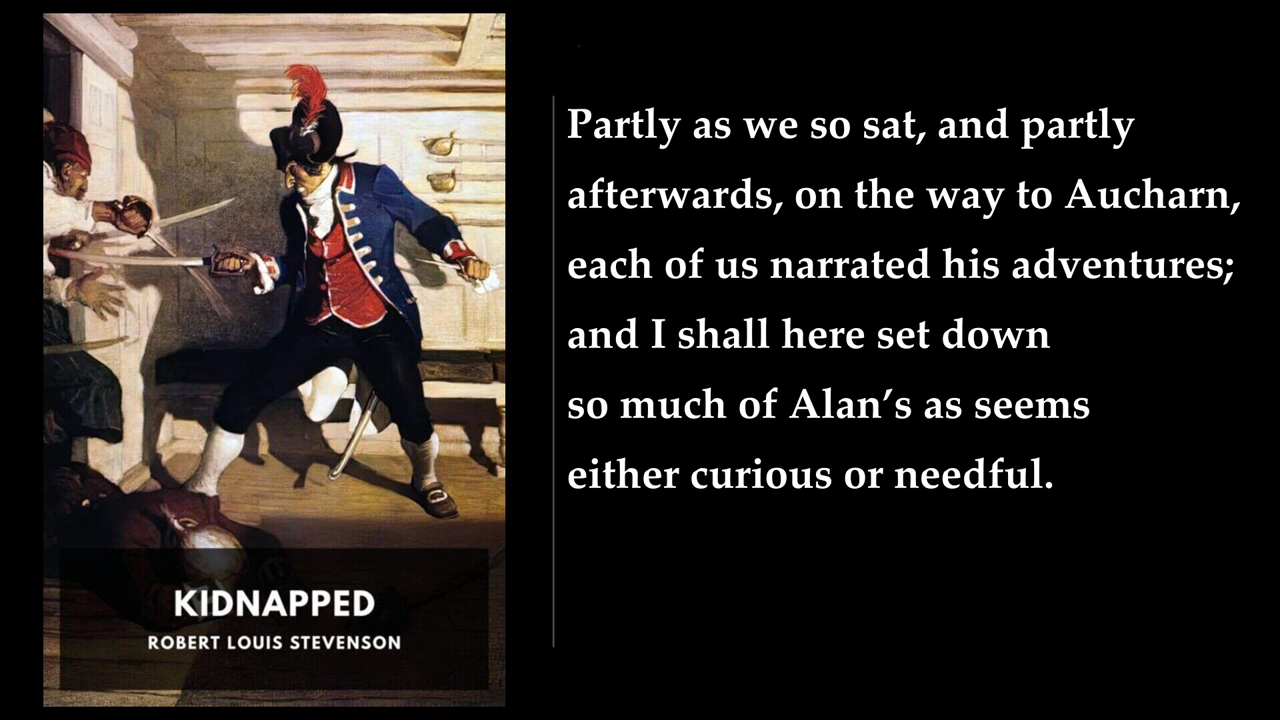 KIDNAPPED
ROBERT LOUIS STEVENSON
Partly as we so sat, and partly
afterwards, on the way to Aucharn,
each of us narrated his adventures;
and I shall here set down
so much of Alan’s as seems
either curious or needful.